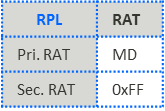 RPL RAT
Pri. RAT MD
Sec. RAT 0xFF